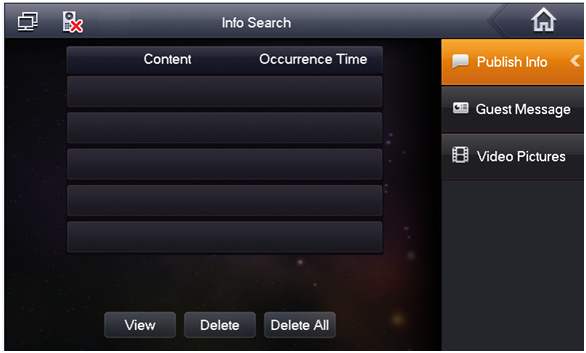 Info Search
Content Occurrence Time
Publish Info
Guest Message
Video Pictures
View Delete Delete All